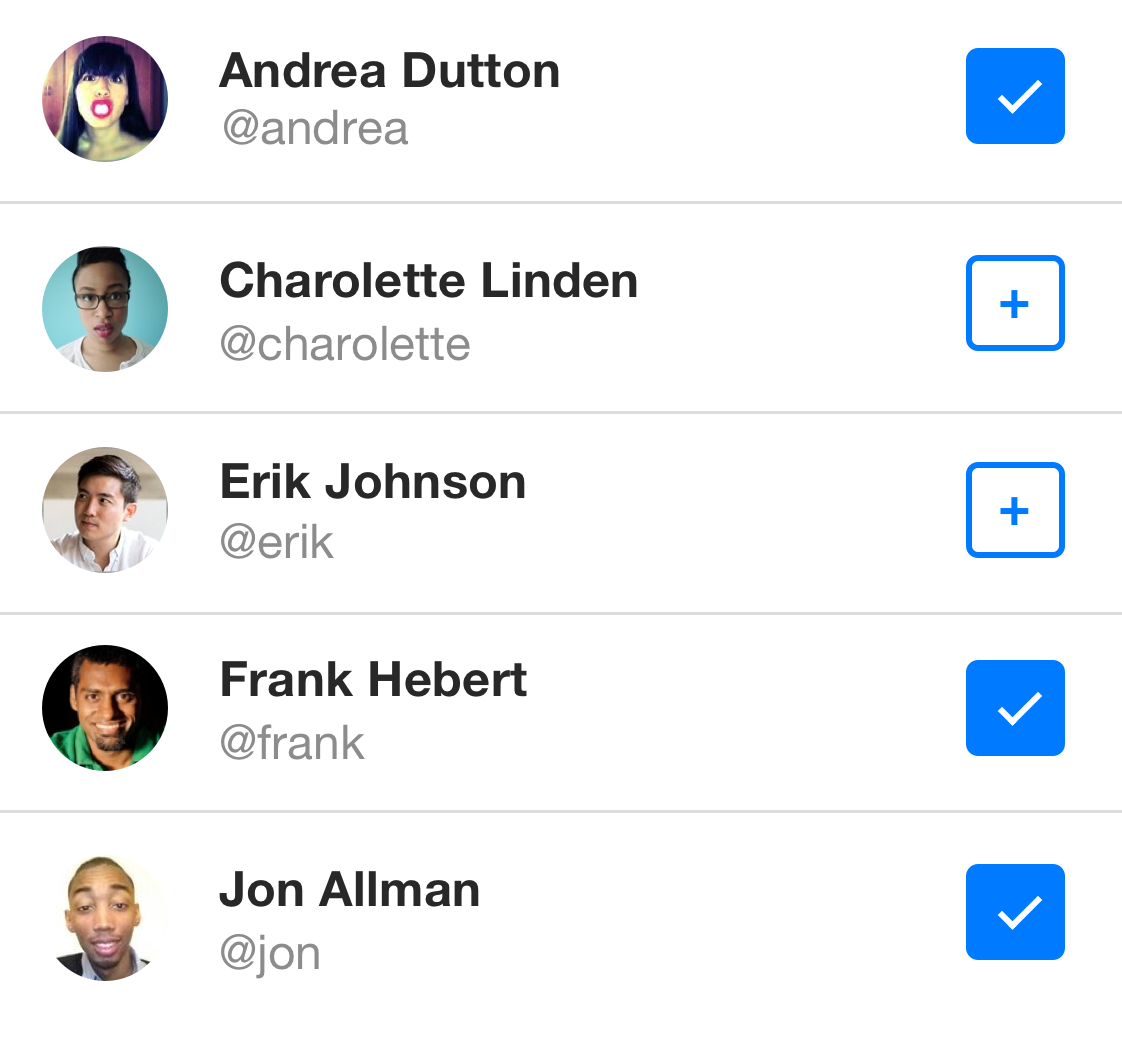 Andrea Dutton
@andrea
Charolette Linden
@charolette
Erik Johnson
@erik
Frank Hebert
@frank
Jon Allman
@jon